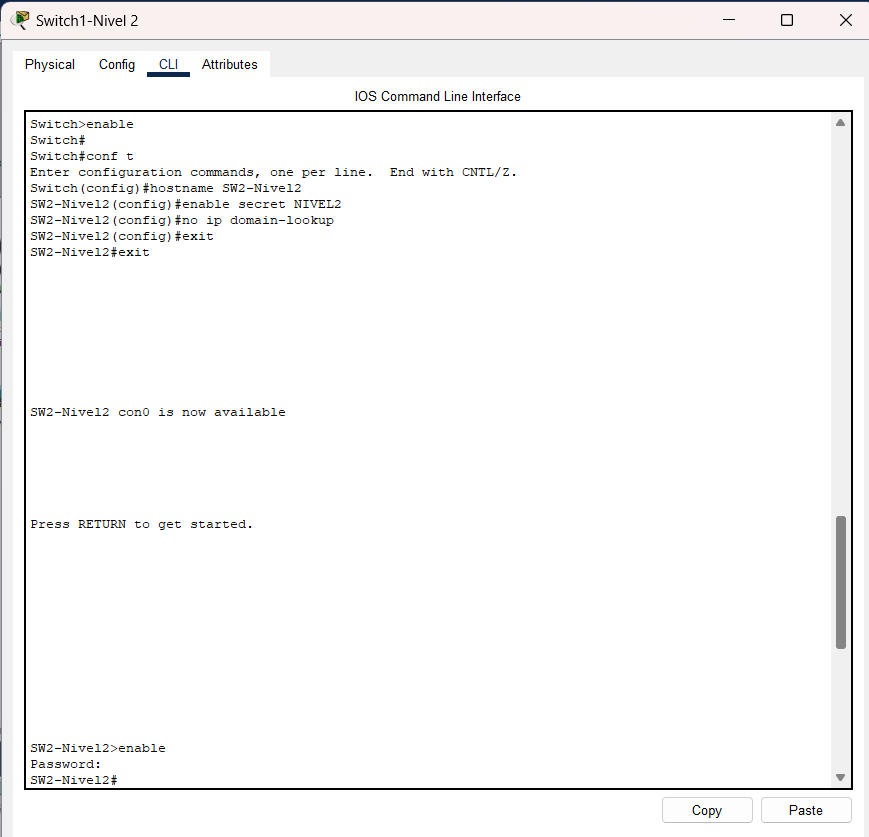 Switch1-Nivel 2
Physical Config CLI Attributes
IOS Command Line Interface
Switch>enable
Switch#
Switch#conf t
Enter configuration commands, one per line.  End with CNTL/Z.
Switch(config)#hostname SW2-Nivel2
SW2-Nivel2(config)#enable secret NIVEL2
SW2-Nivel2(config)#no ip domain-lookup
SW2-Nivel2(config)#exit
SW2-Nivel2#exit
SW2-Nivel2 con0 is now available
Press RETURN to get started.
SW2-Nivel2>enable
Password:
SW2-Nivel2#
Copy Paste